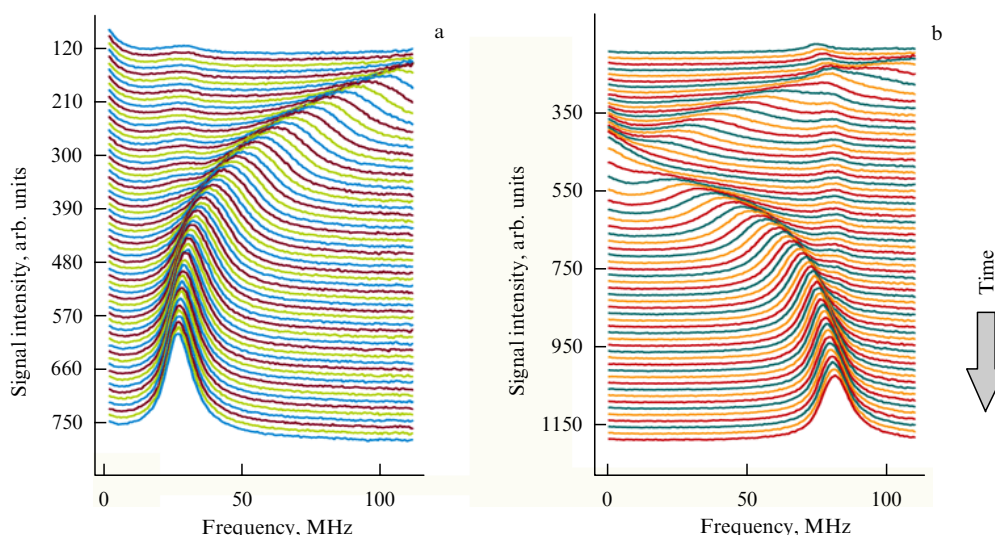 a
120
210
300
390
480
570
660
750
Signal intensity, arb. units
0
50
100
Frequency, MHz
b
350
550
750
950
1150
Signal intensity, arb. units
0
50
100
Frequency, MHz
Time